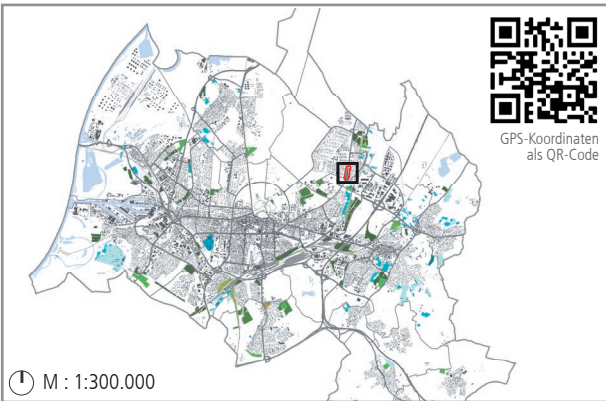 GPS-Koordinaten
als QR-Code
M : 1:300.000